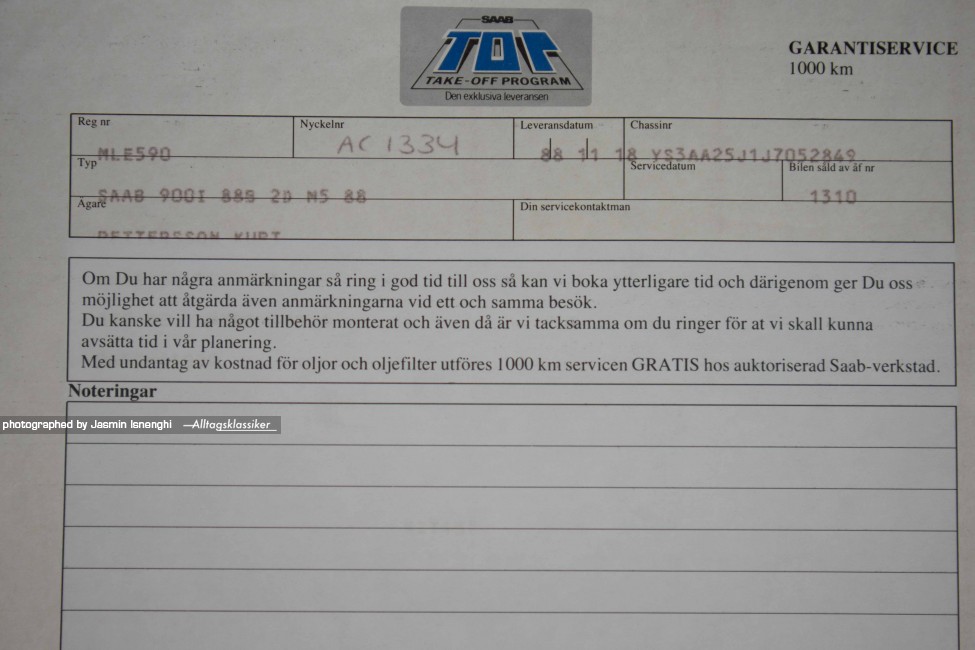 SAAB
TOP
TAKE-OFF PROGRAM
Den exklusiva leveransen
GARANTISERVICE
1000 km
Reg nr
Nyckelnr
Leveransdatum
Chassinr
MLE590
AC 1334
88 11 18
YS3AA25J1J7052869
Typ
Servicedatum
Bilen såld av åf nr
SAAB 900I 88S 2D M5 88
1310
Ägare
Din servicekontaktman
PETTERSSON KURT
Om Du har några anmärkningar så ring i god tid till oss så kan vi boka ytterligare tid och därigenom ger Du oss
möjlighet att åtgärda även anmärkningarna vid ett och samma besök.
Du kanske vill ha något tillbehör monterat och även då är vi tacksamma om du ringer för at vi skall kunna
avsätta tid i vår planering.
Med undantag av kostnad för oljor och oljefilter utföres 1000 km servicen GRATIS hos auktoriserad Saab-verkstad.
Noteringar
photographed by Jasmin Isnenghi —Alltagsklassiker